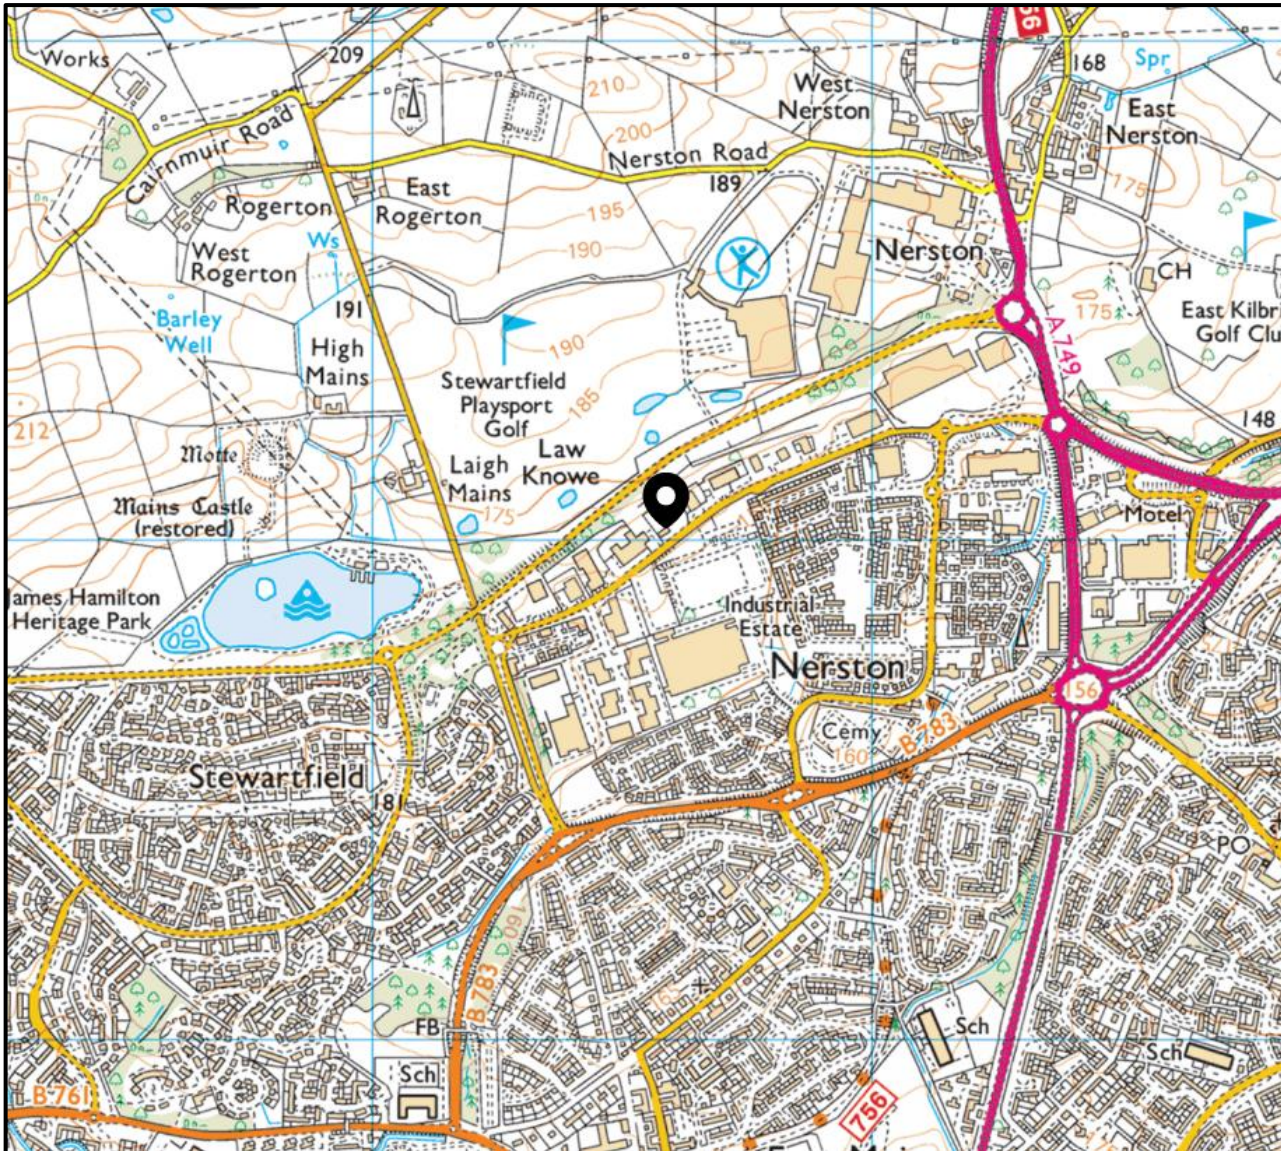 56
Works
209
168
Spr
210
West
Nerston
East
Nerston
200
Cairnmuir Road
Nerston Road
189
175
East
Rogerton
Rogerton
195
West
Rogerton
Ws
190
Nerston
CH
191
Barley
Well
175
East Kilbri
Golf Clu
A749
High
Mains
190
Stewartfield
Playsport
Golf
185
148
212
Motte
Law
Knowe
Laigh
Mains
175
Mains Castle
(restored)
Motel
James Hamilton
Heritage Park
Industrial
Estate
Nerston
156
Cemy
160
B 783
Stewartfield
181
PO
160
B 783
165
FB
Sch
Sch
Sch
B 761
756